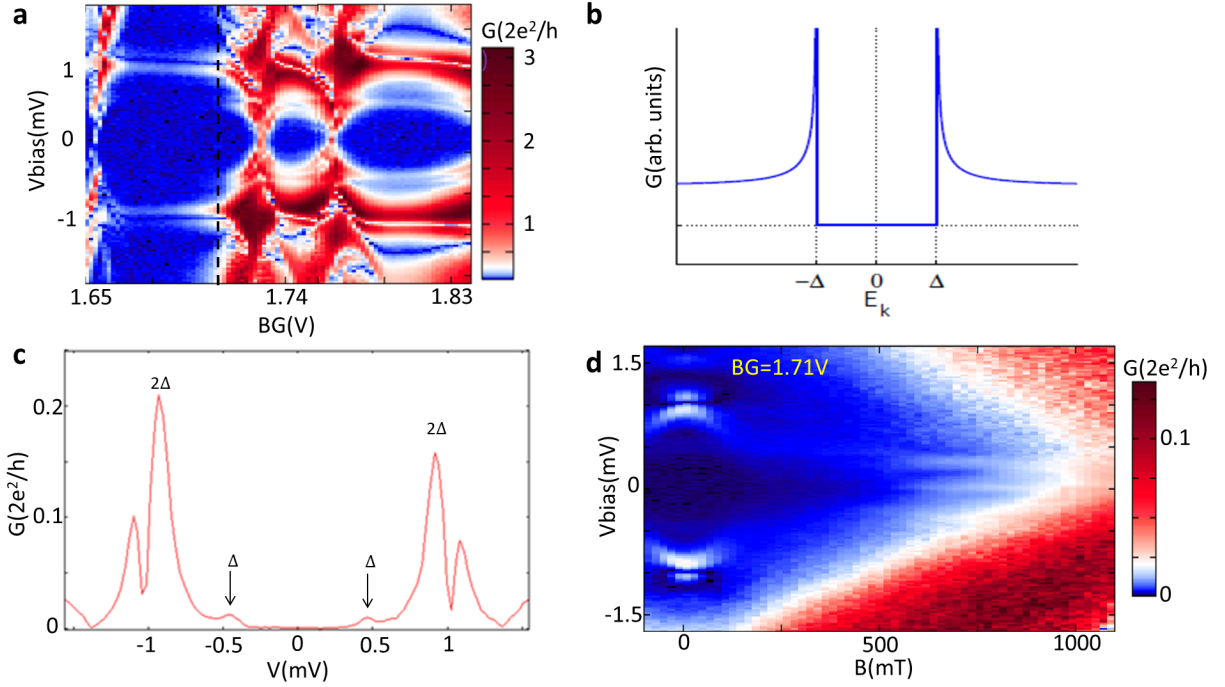 a
G(2e²/h
)
3
2
1
Vbias(mV)
1
0
-1
1.65
1.74
1.83
BG(V)
b
G(arb. units)
−Δ
0
Δ
E_k
c
G(2e²/h)
0.2
0.1
0
2Δ
2Δ
Δ
Δ
-1
-0.5
0
0.5
1
V(mV)
d
BG=1.71V
G(2e²/h)
0.1
0
Vbias(mV)
1.5
0
-1.5
0
500
1000
B(mT)